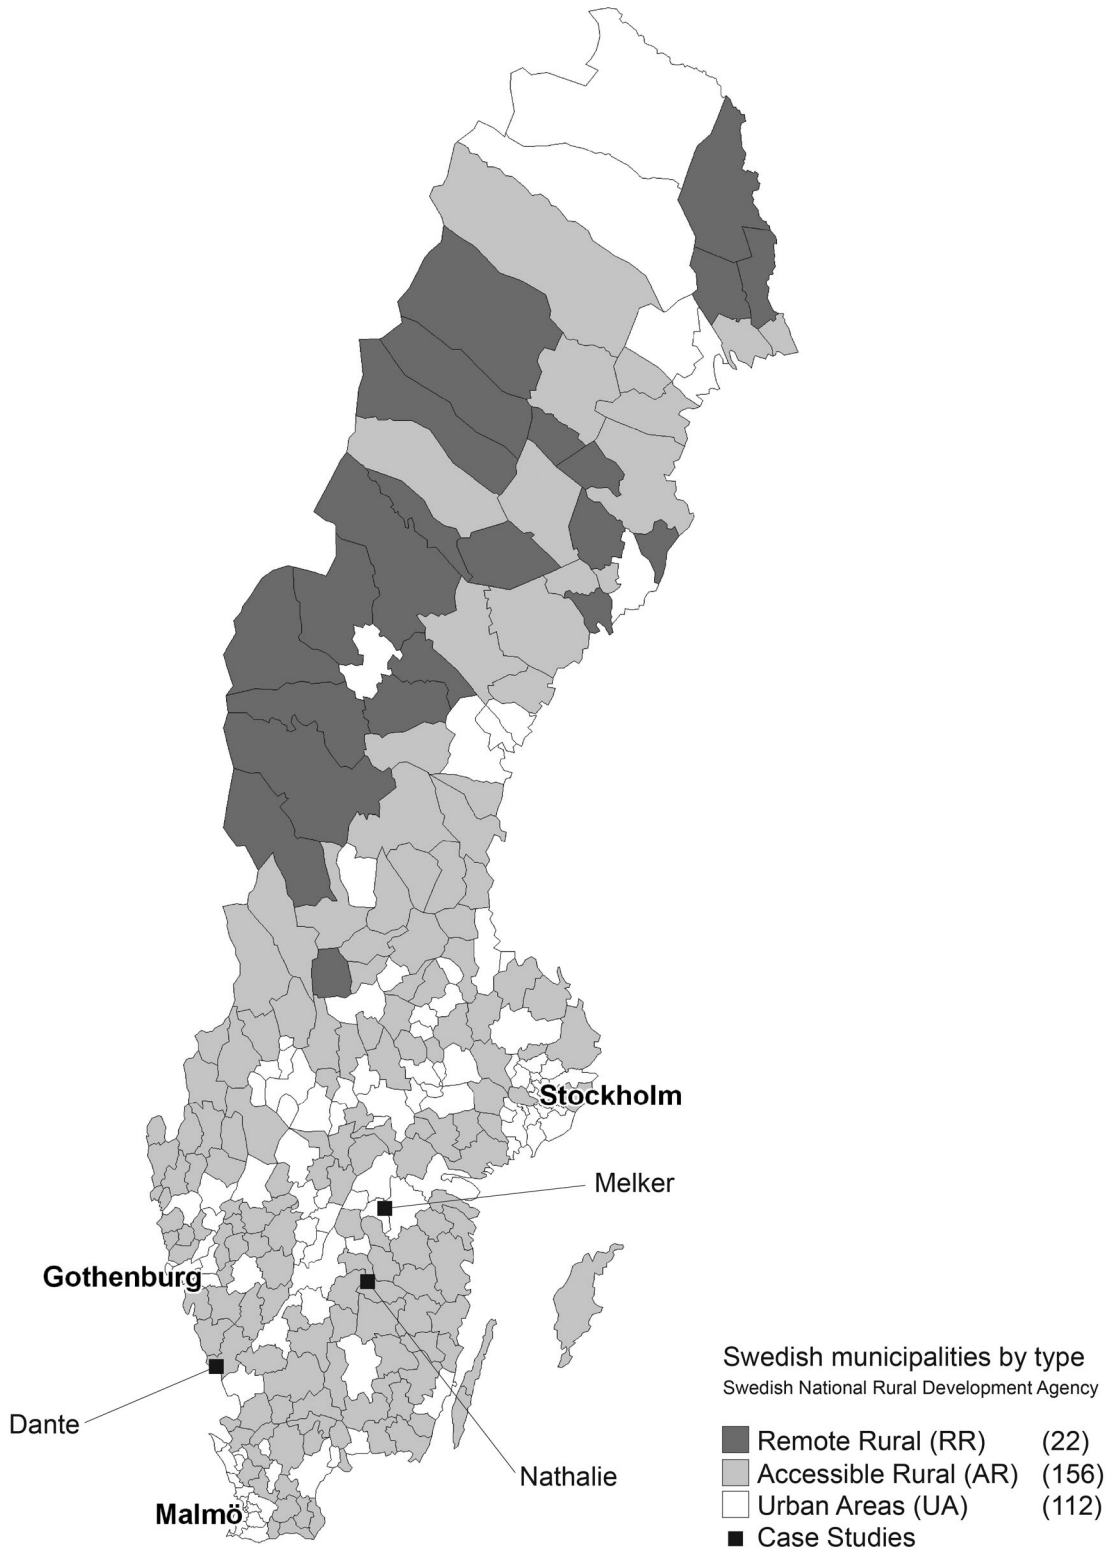 Stockholm
Melker
Gothenburg
Dante
Nathalie
Malmö
Swedish municipalities by type
Swedish National Rural Development Agency
Remote Rural (RR) (22)
Accessible Rural (AR) (156)
Urban Areas (UA) (112)
Case Studies